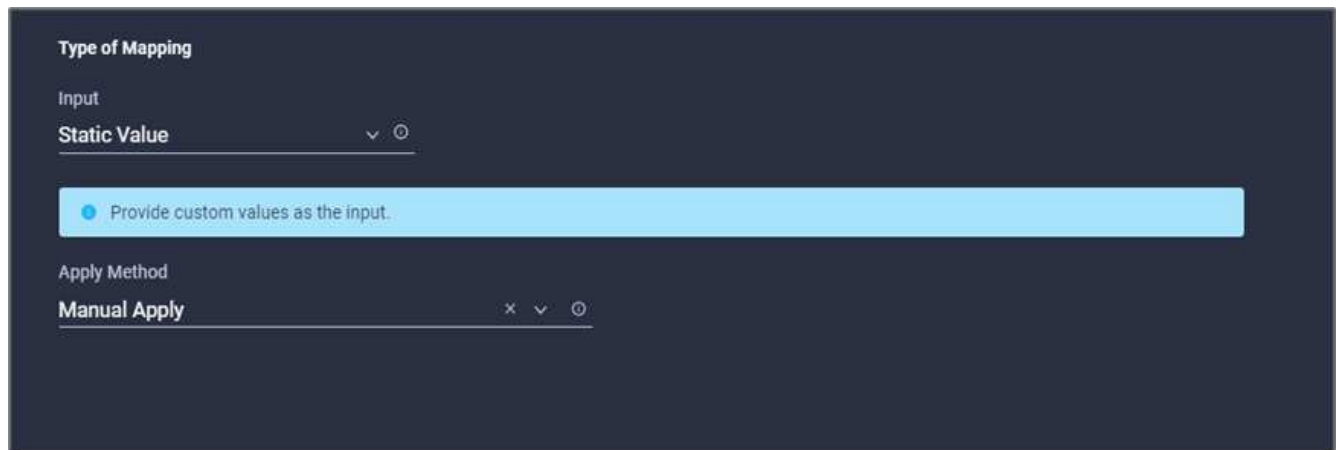 Type of Mapping
Input
Static Value
Provide custom values as the input.
Apply Method
Manual Apply